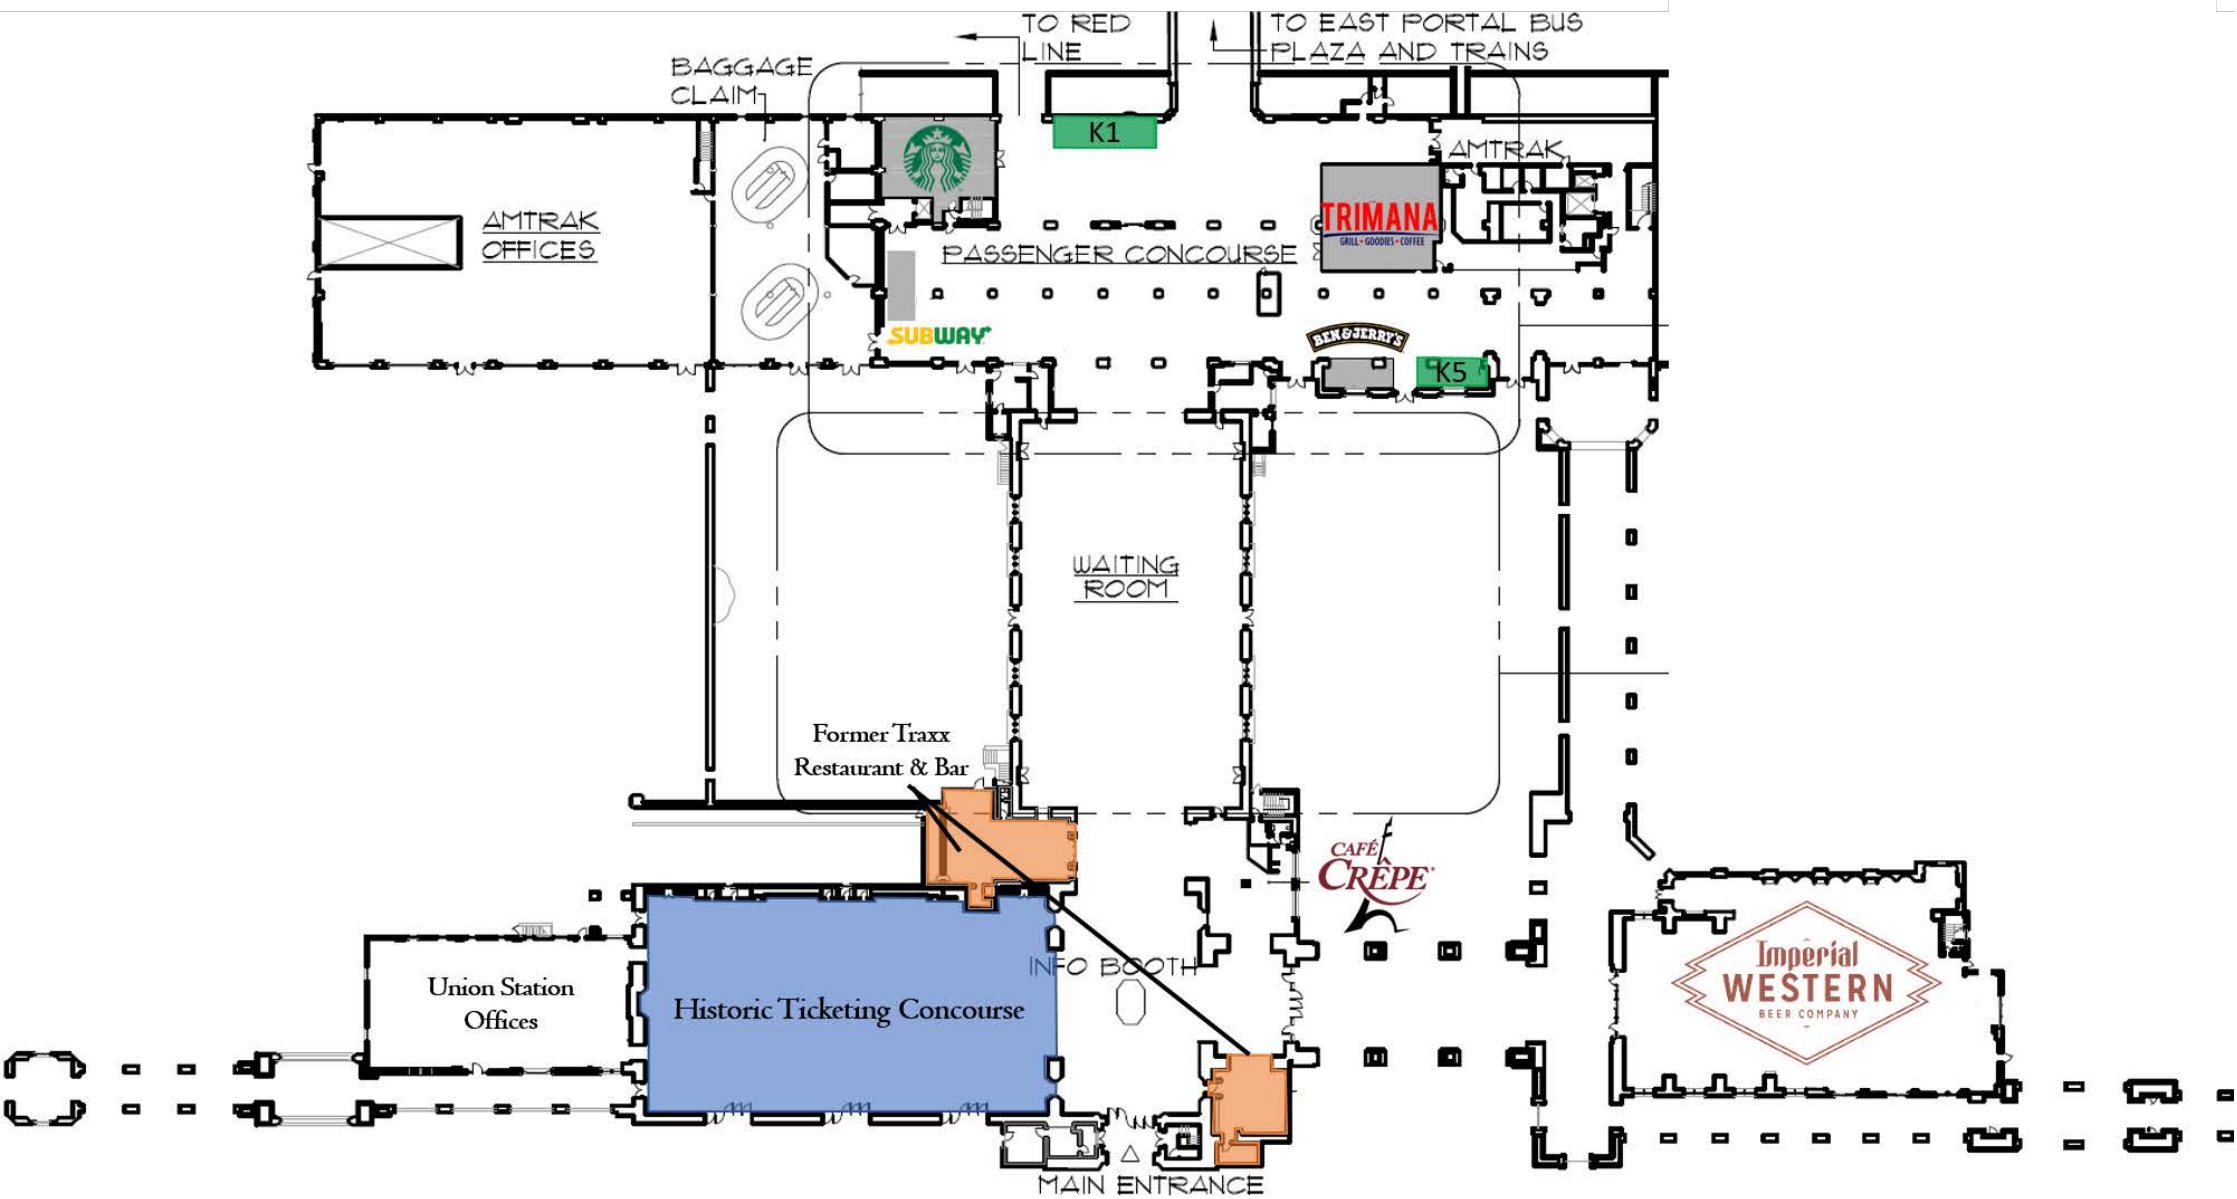 TO RED
LINE
TO EAST PORTAL BUS
PLAZA AND TRAINS
BAGGAGE
CLAIM
K1
AMTRAK
AMTRAK
OFFICES
TRIMANA
GRILL • GOODIES • COFFEE
PASSENGER CONCOURSE
SUBWAY
BEN & JERRY'S
K5
WAITING
ROOM
Former Traxx
Restaurant & Bar
CAFÉ
CRÊPE
Imperial
WESTERN
BEER COMPANY
INFO BOOTH
Union Station
Offices
Historic Ticketing Concourse
MAIN ENTRANCE